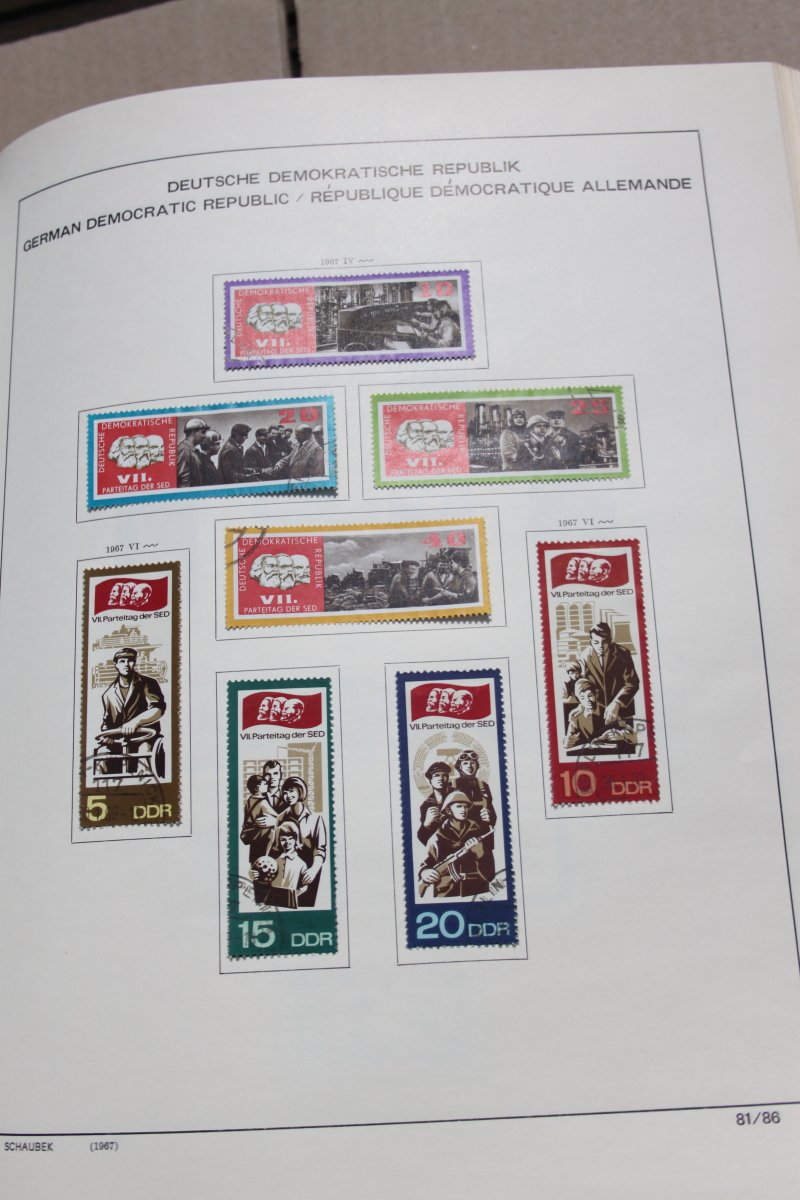 DEUTSCHE DEMOKRATISCHE REPUBLIK
GERMAN DEMOCRATIC REPUBLIC / RÉPUBLIQUE DÉMOCRATIQUE ALLEMANDE
1967 IV
DEUTSCHE DEMOKRATISCHE REPUBLIK
10
VII.
PARTEITAG DER SED
DEUTSCHE DEMOKRATISCHE REPUBLIK
20
VII.
PARTEITAG DER SED
DEUTSCHE DEMOKRATISCHE REPUBLIK
25
VII.
PARTEITAG DER SED
DEUTSCHE DEMOKRATISCHE REPUBLIK
40
VII.
PARTEITAG DER SED
1967 VI
VII. Parteitag der SED
5 DDR
VII. Parteitag der SED
15 DDR
VII. Parteitag der SED
20 DDR
1967 VI
VII. Parteitag der SED
10 DDR
81/86
SCHAUBEK (1967)